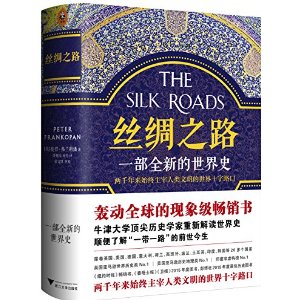 THE
SILK ROADS
丝绸之路
一部全新的世界史
两千年来始终主宰人类文明的世界十字路口
轰动全球的现象级畅销书
牛津大学顶尖历史学家重新解读世界史
顺便了解“一带一路”的前世今生
两千年来始终主宰人类文明的世界十字路口
丝绸之路
PETER
FRANKOPAN
一部全新的世界史